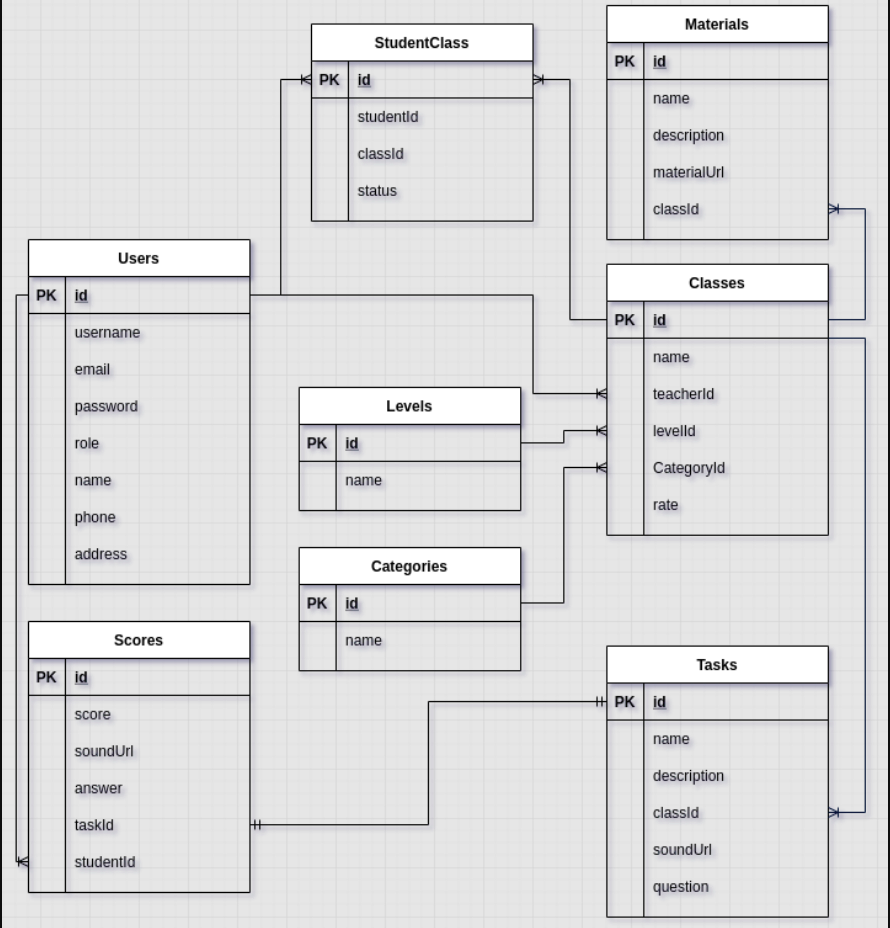 StudentClass
PK id
studentId
classId
status
Materials
PK id
name
description
materialUrl
classId
Users
PK id
username
email
password
role
name
phone
address
Classes
PK id
name
teacherId
levelId
CategoryId
rate
Levels
PK id
name
Categories
PK id
name
Scores
PK id
score
soundUrl
answer
taskId
studentId
Tasks
PK id
name
description
classId
soundUrl
question